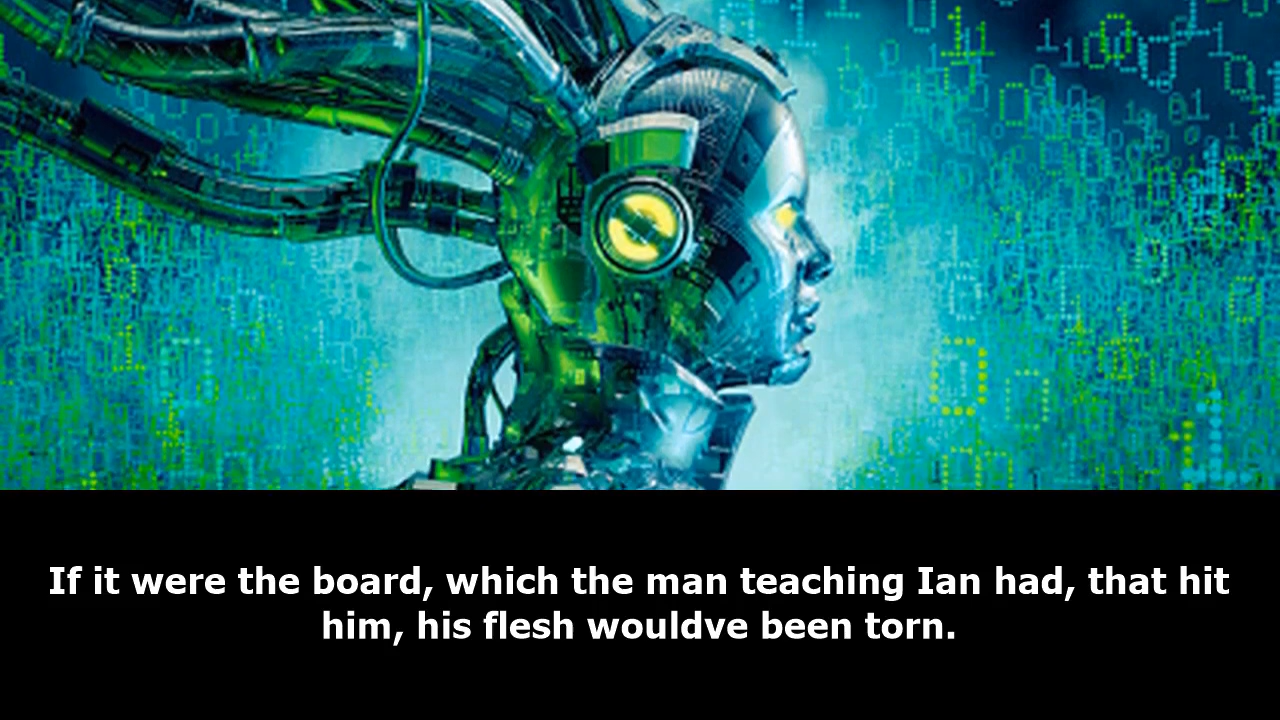 If it were the board, which the man teaching Ian had, that hit
him, his flesh wouldve been torn.